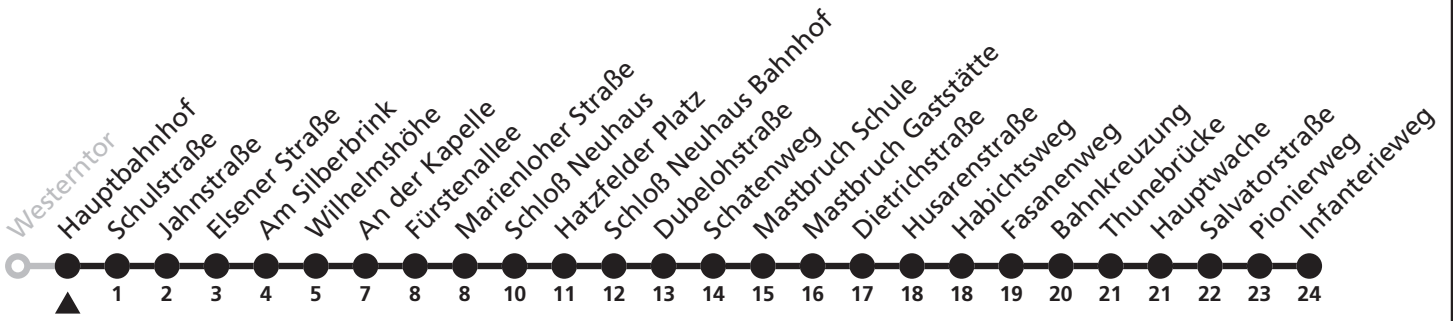 Westerntor
Hauptbahnhof
Schulstraße
Jahnstraße
Elsener Straße
Am Silberbrink
Wilhelmshöhe
An der Kapelle
Fürstenallee
Marienloher Straße
Schloß Neuhaus
Hatzfelder Platz
Schloß Neuhaus Bahnhof
Dubelohstraße
Schatenweg
Mastbruch Schule
Mastbruch Gaststätte
Dietrichstraße
Husarenstraße
Habichtsweg
Fasanenweg
Bahnkreuzung
Thunebrücke
Hauptwache
Salvatorstraße
Pionierweg
Infanterieweg
1 2 3 4 5 7 8 8 10 11 12 13 14 15 16 17 18 18 19 20 21 21 22 23 24